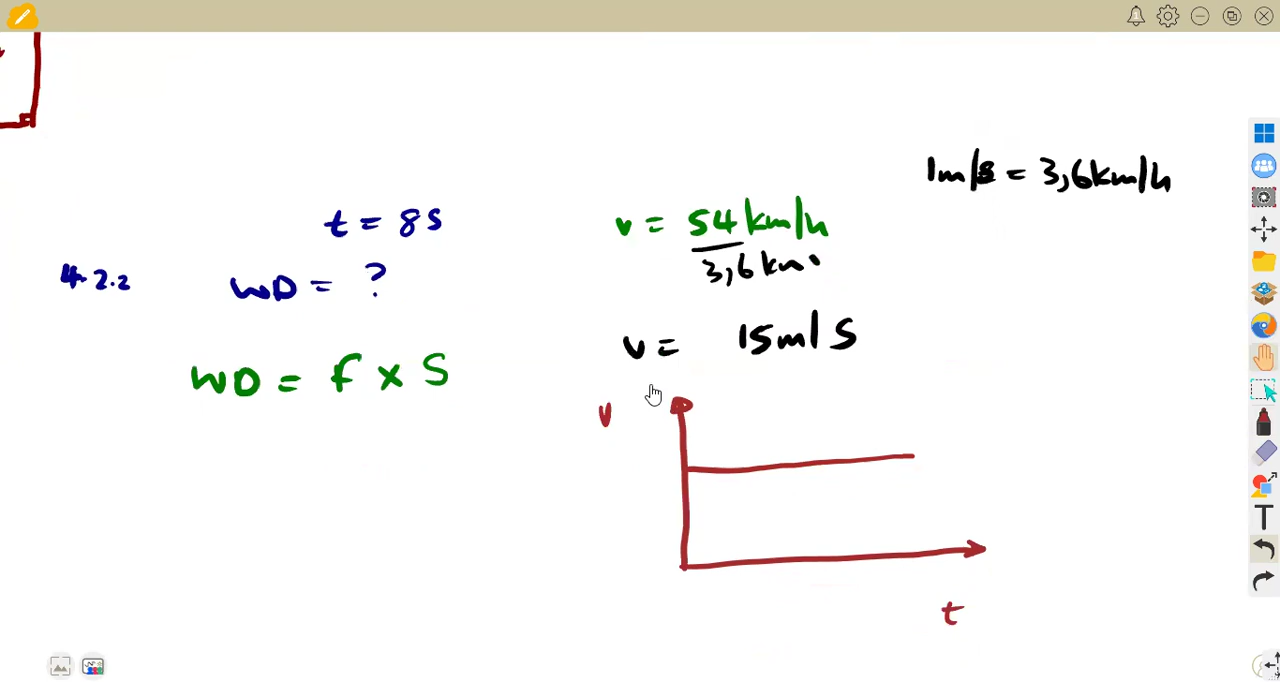 1m/s = 3,6km/h
t = 8s
v = 54km/h
3,6km
4.2.2
WD = ?
v = 15m/s
WD = f x S
v
t
T